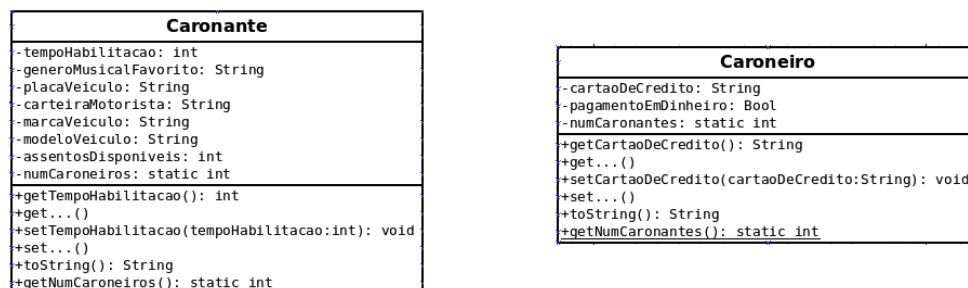 Caronante
-tempoHabilitacao: int
-generoMusicalFavorito: String
-placaVeiculo: String
-carteiraMotorista: String
-marcaVeiculo: String
-modeloVeiculo: String
-assentosDisponiveis: int
-numCaroneiros: static int
+getTempoHabilitacao(): int
+get...()
+setTempoHabilitacao(tempoHabilitacao:int): void
+set...()
+toString(): String
+getNumCaroneiros(): static int
Caroneiro
-cartaoDeCredito: String
-pagamentoEmDinheiro: Bool
-numCaronantes: static int
+getCartaoDeCredito(): String
+get...()
+setCartaoDeCredito(cartaoDeCredito:String): void
+set...()
+toString(): String
+getNumCaronantes(): static int